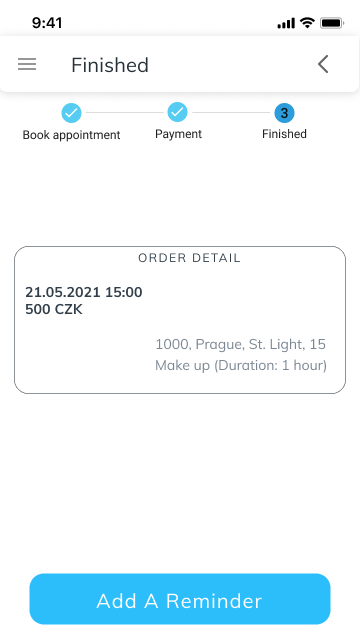 9:41
Finished
3
Book appointment
Payment
Finished
ORDER DETAIL
21.05.2021 15:00
500 CZK
1000, Prague, St. Light, 15
Make up (Duration: 1 hour)
Add A Reminder